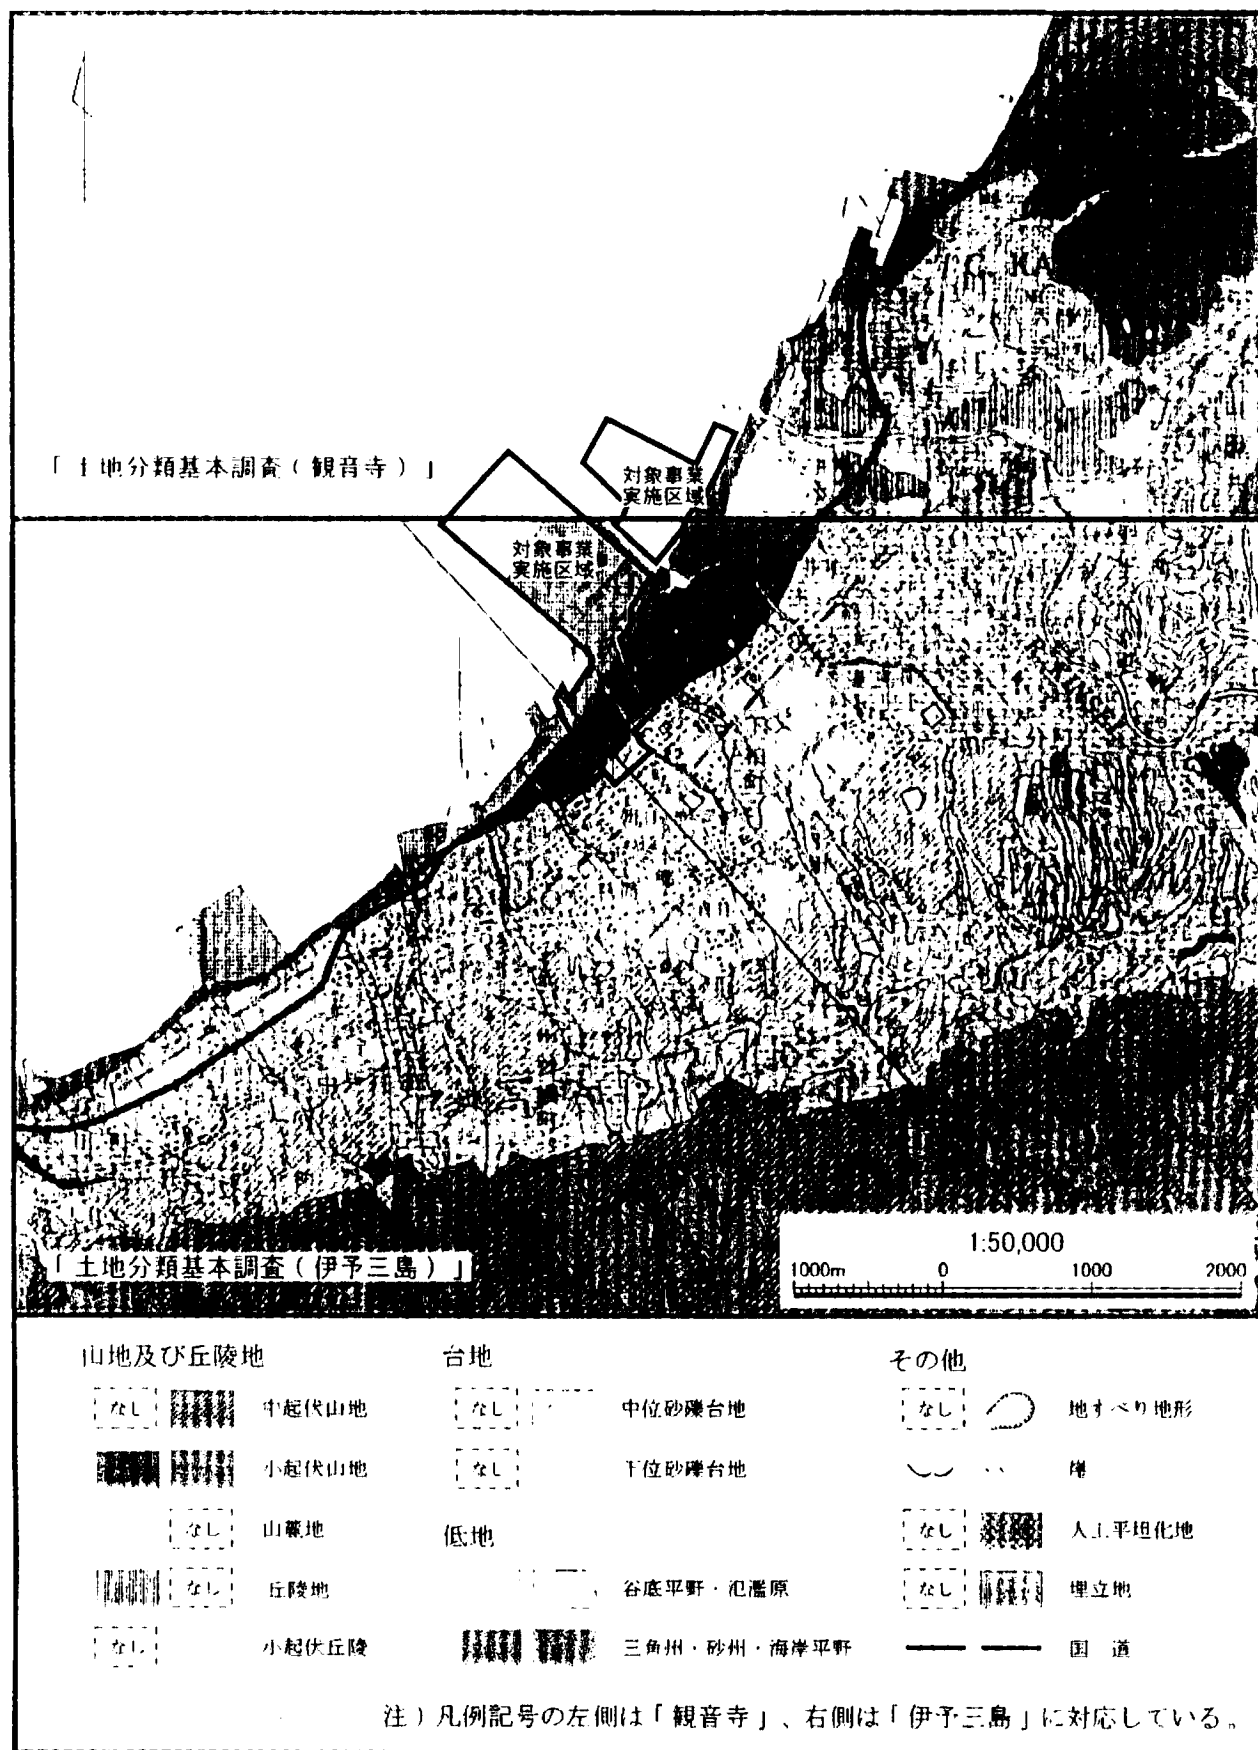 「土地分類基本調査(観音寺)」
対象事業
実施区域
対象事業
実施区域
「土地分類基本調査(伊予三島)」
1:50,000
1000m 0 1000 2000
山地及び丘陵地
なし 中起伏山地
小起伏山地
なし 山麓地
なし 丘陵地
なし 小起伏丘陵
台地
なし 中位砂礫台地
なし 下位砂礫台地
低地
谷底平野・氾濫原
三角州・砂州・海岸平野
その他
なし 地すべり地形
崖
なし 人工平坦化地
なし 埋立地
国道
注)凡例記号の左側は「観音寺」、右側は「伊予三島」に対応している。